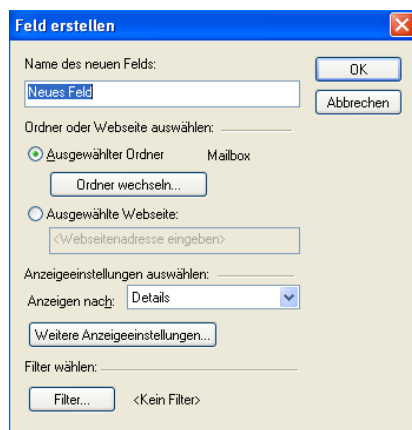 Feld erstellen
Name des neuen Felds:
OK
Neues Feld
Abbrechen
Ordner oder Webseite auswählen:
Ausgewählter Ordner Mailbox
Ordner wechseln...
Ausgewählte Webseite:
<Webseitenadresse eingeben>
Anzeigeeinstellungen auswählen:
Anzeigen nach: Details
Weitere Anzeigeeinstellungen...
Filter wählen:
Filter... <Kein Filter>